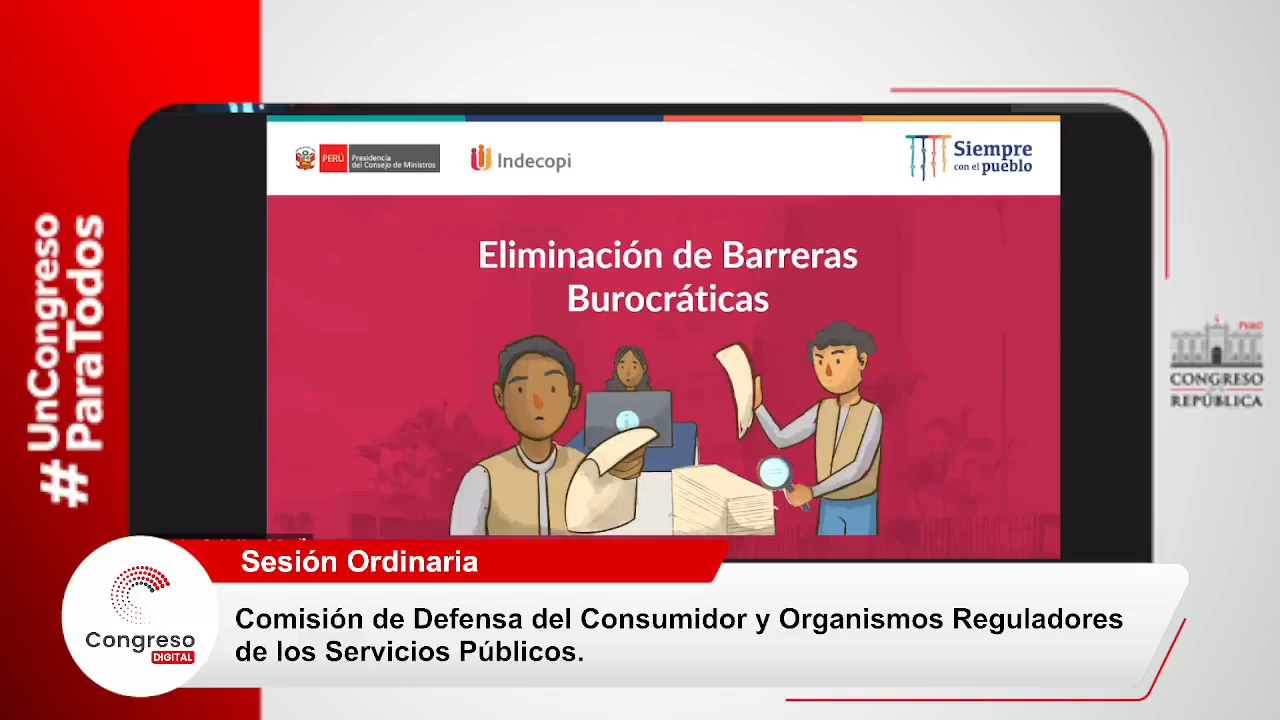 #UnCongreso
ParaTodos
PERÚ
Presidencia
del Consejo de Ministros
Indecopi
Siempre
con el pueblo
Eliminación de Barreras
Burocráticas
PERÚ
CONGRESO
REPÚBLICA
Sesión Ordinaria
Comisión de Defensa del Consumidor y Organismos Reguladores
de los Servicios Públicos.
Congreso
DIGITAL